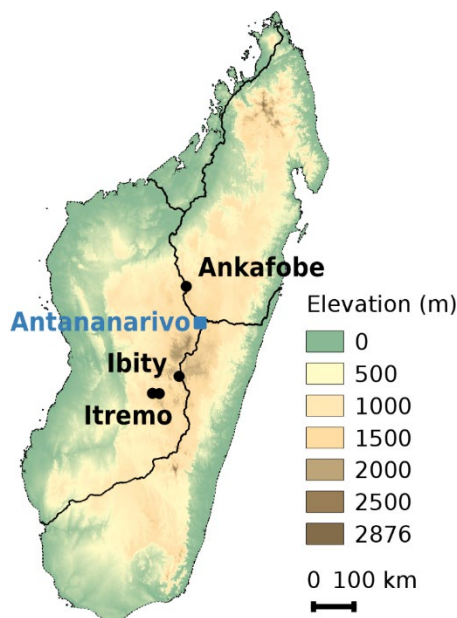 Ankafobe
Elevation (m)
Antananarivo
0
500
Ibity
1000
Itremo
1500
2000
2500
2876
0 100 km